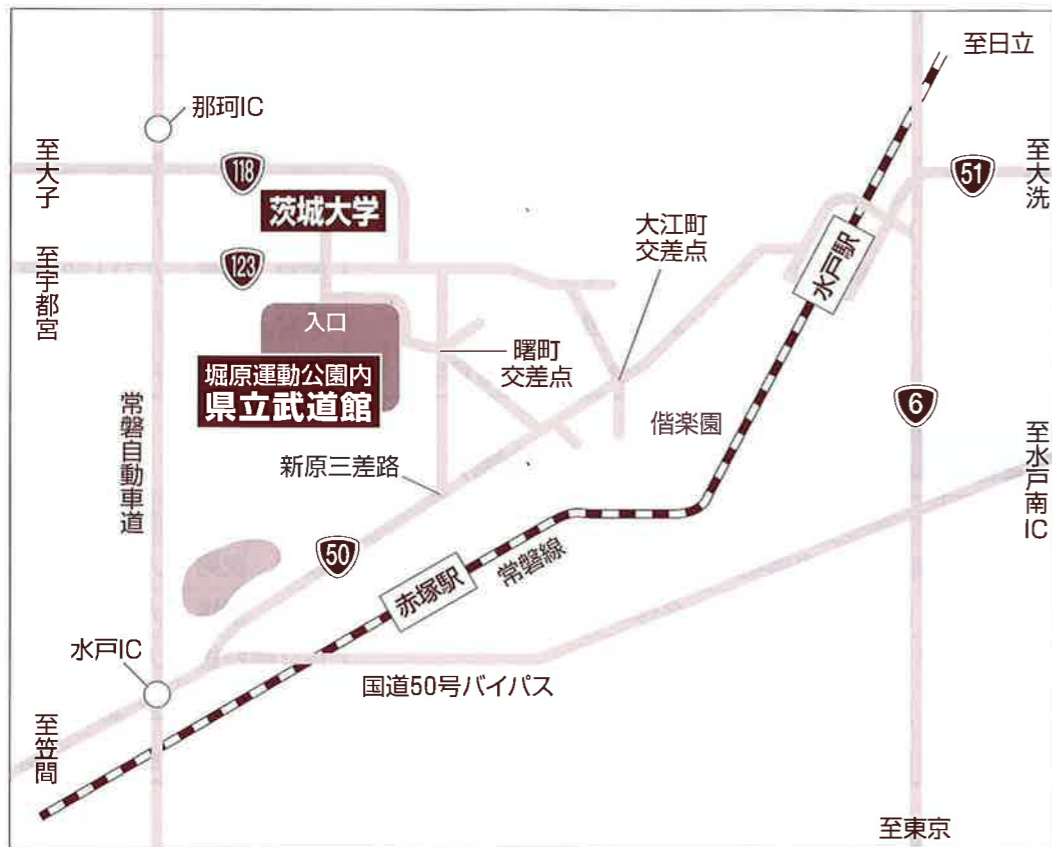 至日立
那珂IC
至大子
118
51
至大洗
茨城大学
大江町
交差点
至宇都宮
123
水戸駅
入口
曙町
交差点
堀原運動公園内
県立武道館
6
偕楽園
常磐自動車道
新原三差路
至水戸南IC
50
常磐線
赤塚駅
水戸IC
国道50号バイパス
至笠間
至東京